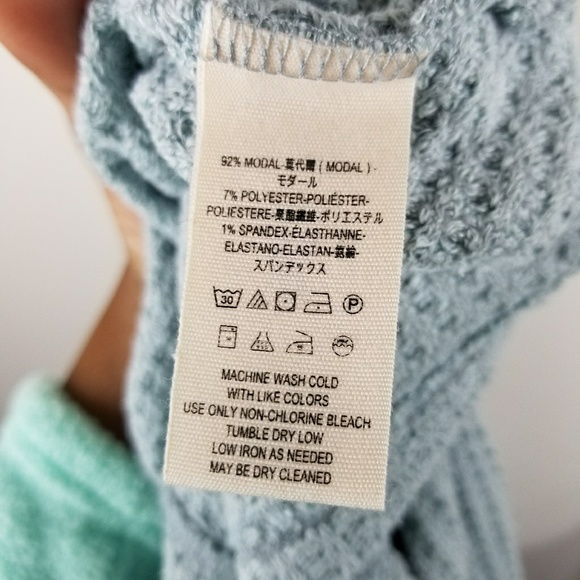 92% MODAL-莫代爾 ( MODAL ) -
モダール
7% POLYESTER-POLIÉSTER-
POLIESTERE-聚酯纖維-ポリエステル
1% SPANDEX-ÉLASTHANNE-
ELASTANO-ELASTAN-氨綸-
スパンデックス
30 P
MACHINE WASH COLD
WITH LIKE COLORS
USE ONLY NON-CHLORINE BLEACH
TUMBLE DRY LOW
LOW IRON AS NEEDED
MAY BE DRY CLEANED